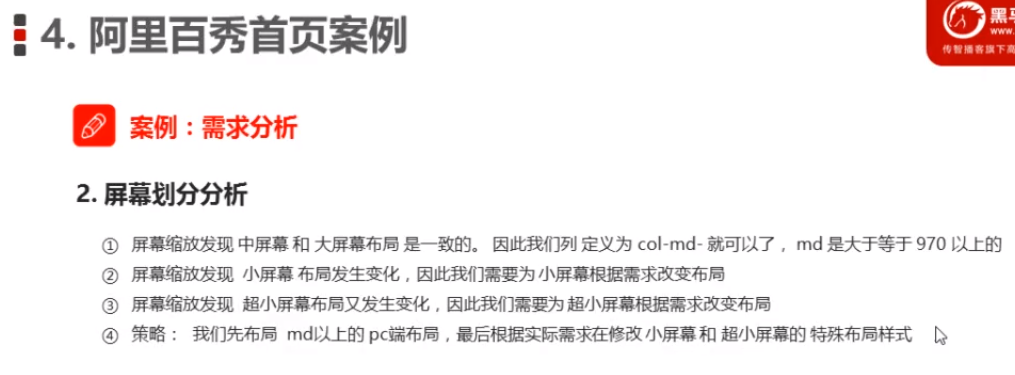 4. 阿里百秀首页案例
黑马
www.
传智播客旗下高
案例：需求分析
2. 屏幕划分分析
① 屏幕缩放发现 中屏幕 和 大屏幕布局 是一致的。 因此我们列 定义为 col-md- 就可以了， md 是大于等于 970 以上的
② 屏幕缩放发现 小屏幕 布局发生变化，因此我们需要为 小屏幕根据需求改变布局
③ 屏幕缩放发现 超小屏幕布局又发生变化，因此我们需要为 超小屏幕根据需求改变布局
④ 策略： 我们先布局 md以上的 pc端布局，最后根据实际需求在修改 小屏幕 和 超小屏幕的 特殊布局样式